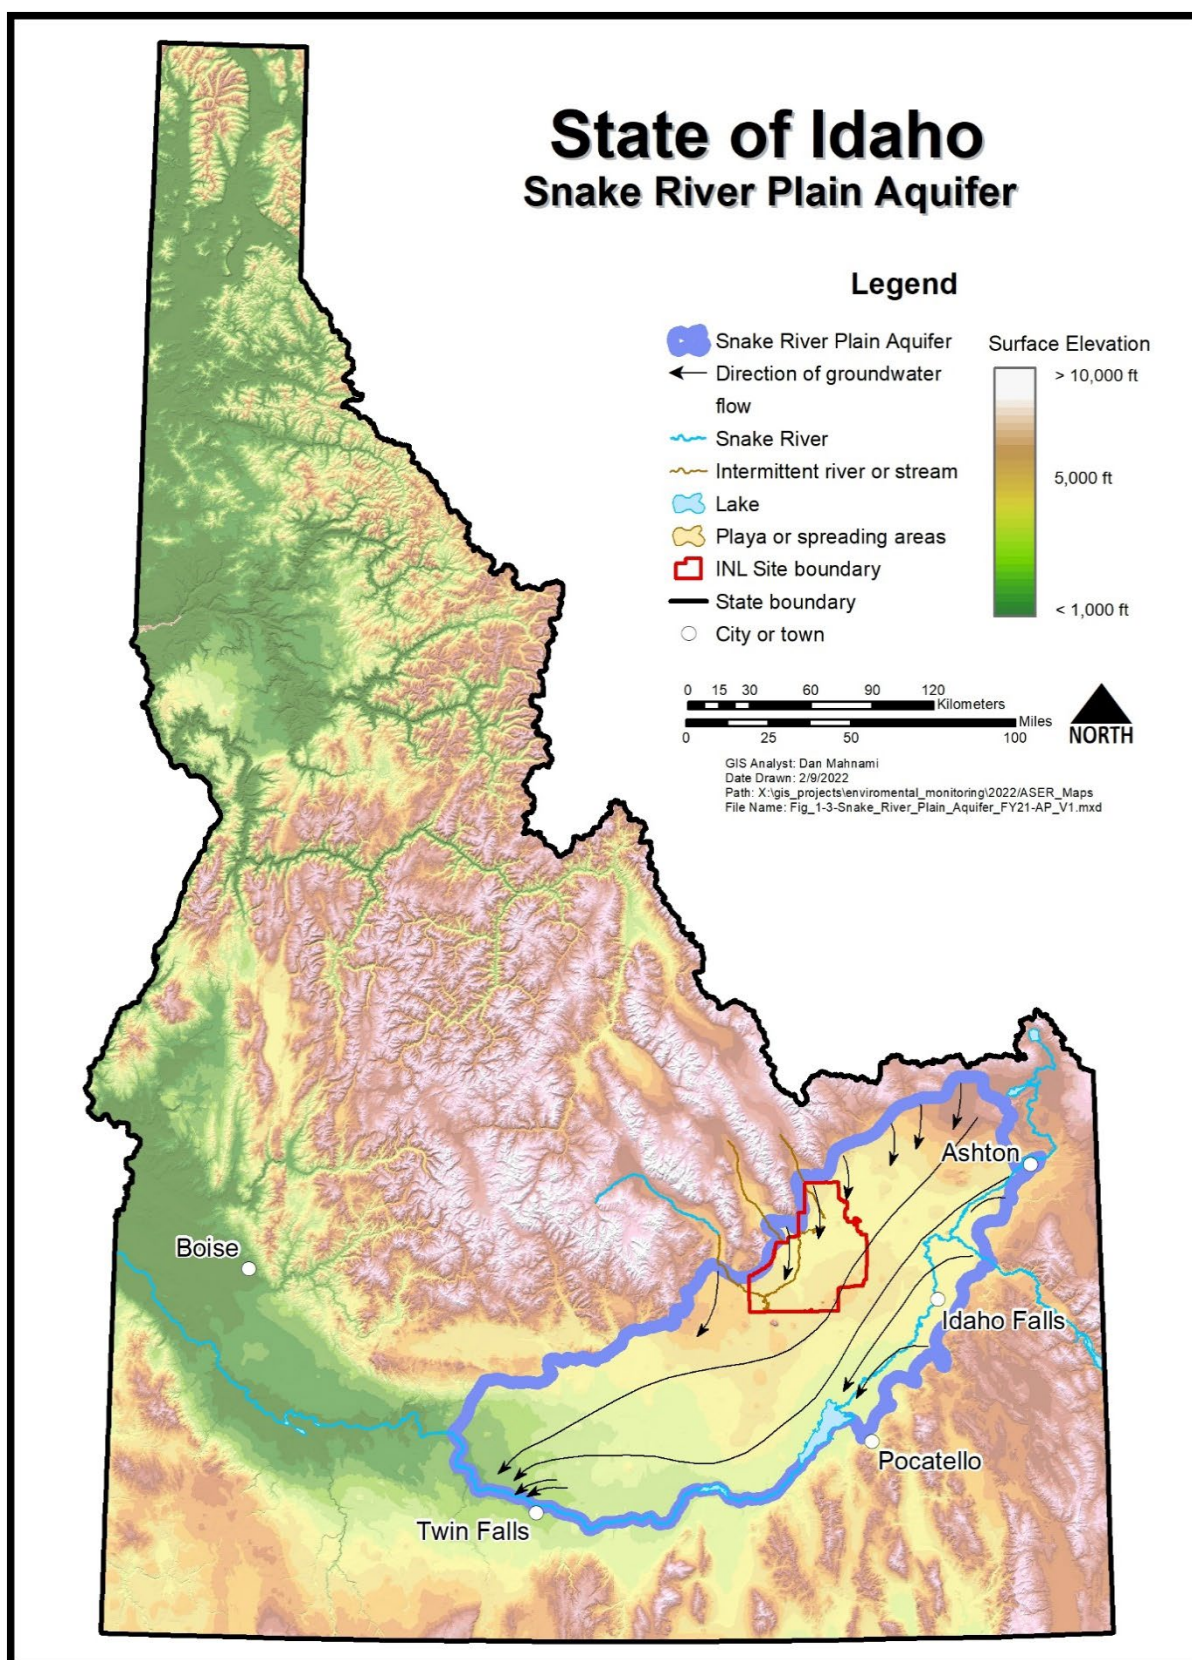 State of Idaho
Snake River Plain Aquifer
Legend
Snake River Plain Aquifer
Direction of groundwater
flow
Snake River
Intermittent river or stream
Lake
Playa or spreading areas
INL Site boundary
State boundary
City or town
Surface Elevation
> 10,000 ft
5,000 ft
< 1,000 ft
0 15 30 60 90 120
Kilometers
Miles
0 25 50 100
NORTH
GIS Analyst: Dan Mahnami
Date Drawn: 2/9/2022
Path: X:\gis_projects\enviromental_monitoring\2022/ASER_Maps
File Name: Fig_1-3-Snake_River_Plain_Aquifer_FY21-AP_V1.mxd
Ashton
Boise
Idaho Falls
Pocatello
Twin Falls